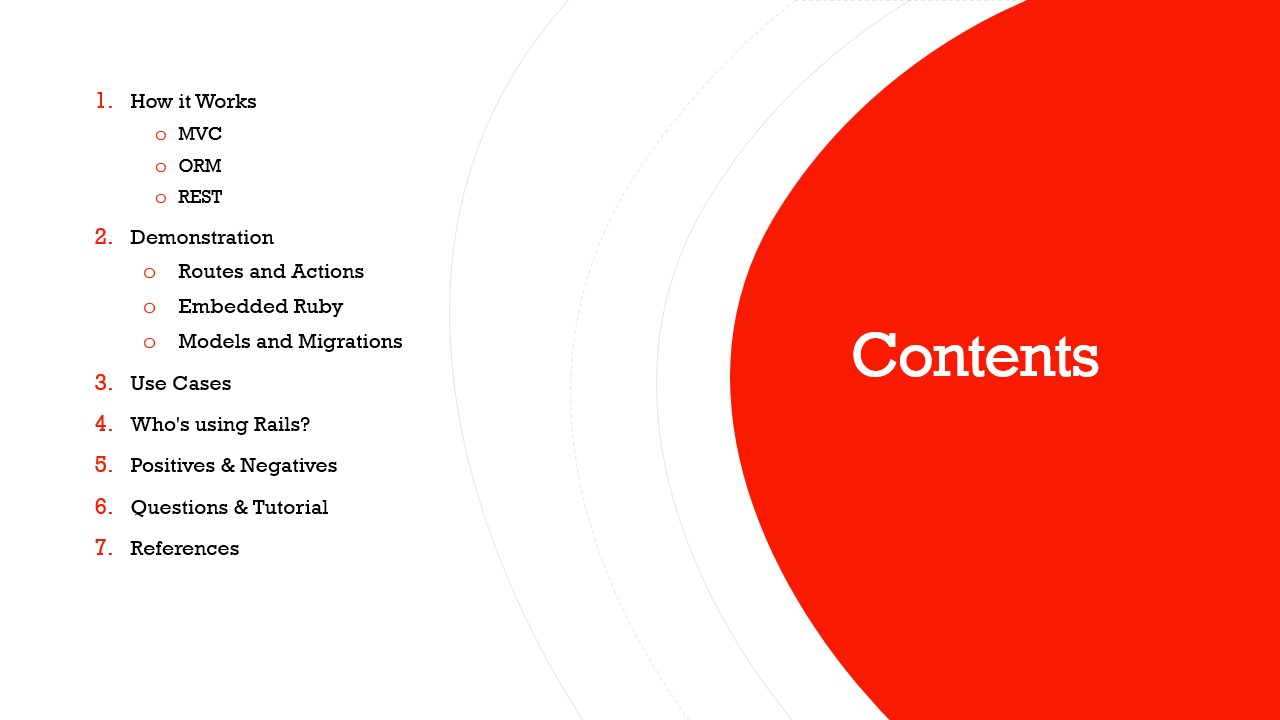 1. How it Works
o MVC
o ORM
o REST
2. Demonstration
o Routes and Actions
o Embedded Ruby
o Models and Migrations
3. Use Cases
4. Who's using Rails?
5. Positives & Negatives
6. Questions & Tutorial
7. References
Contents